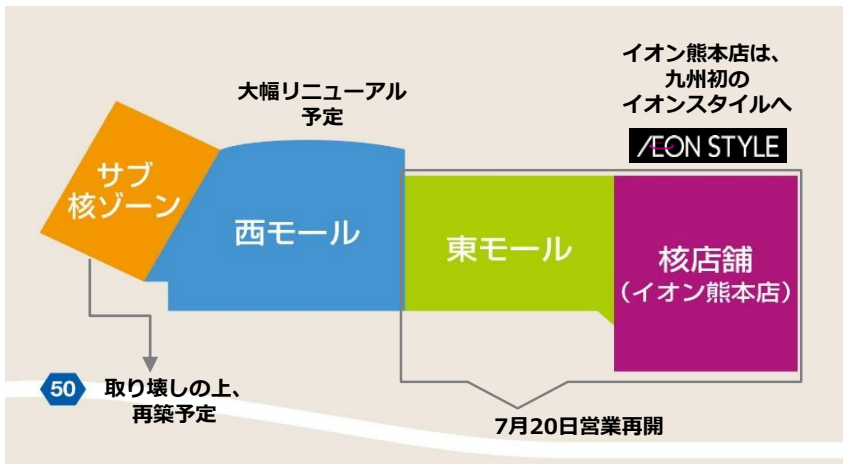 イオン熊本店は、
九州初の
イオンスタイルへ
ÆON STYLE
大幅リニューアル
予定
サブ
核ゾーン
西モール
東モール
核店舗
（イオン熊本店）
50
取り壊しの上、
再築予定
7月20日営業再開